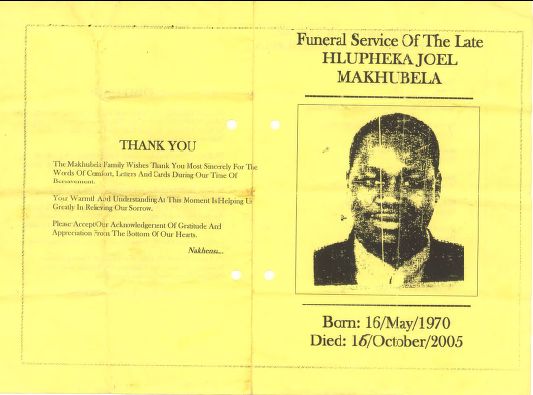 THANK YOU
The Makhubela Family Wishes Thank You Most Sincerely For The
Words Of Comfort, Letters And Cards During Our Time Of
Bereavement.
Your Warmth And Understanding At This Moment Is Helping Us
Greatly In Relieving Our Sorrow.
Please Accept Our Acknowledgement Of Gratitude And
Appreciation From The Bottom Of Our Hearts.
Nakhensa...
Funeral Service Of The Late
HLUPHEKA JOEL
MAKHUBELA
Born: 16/May/1970
Died: 16/October/2005